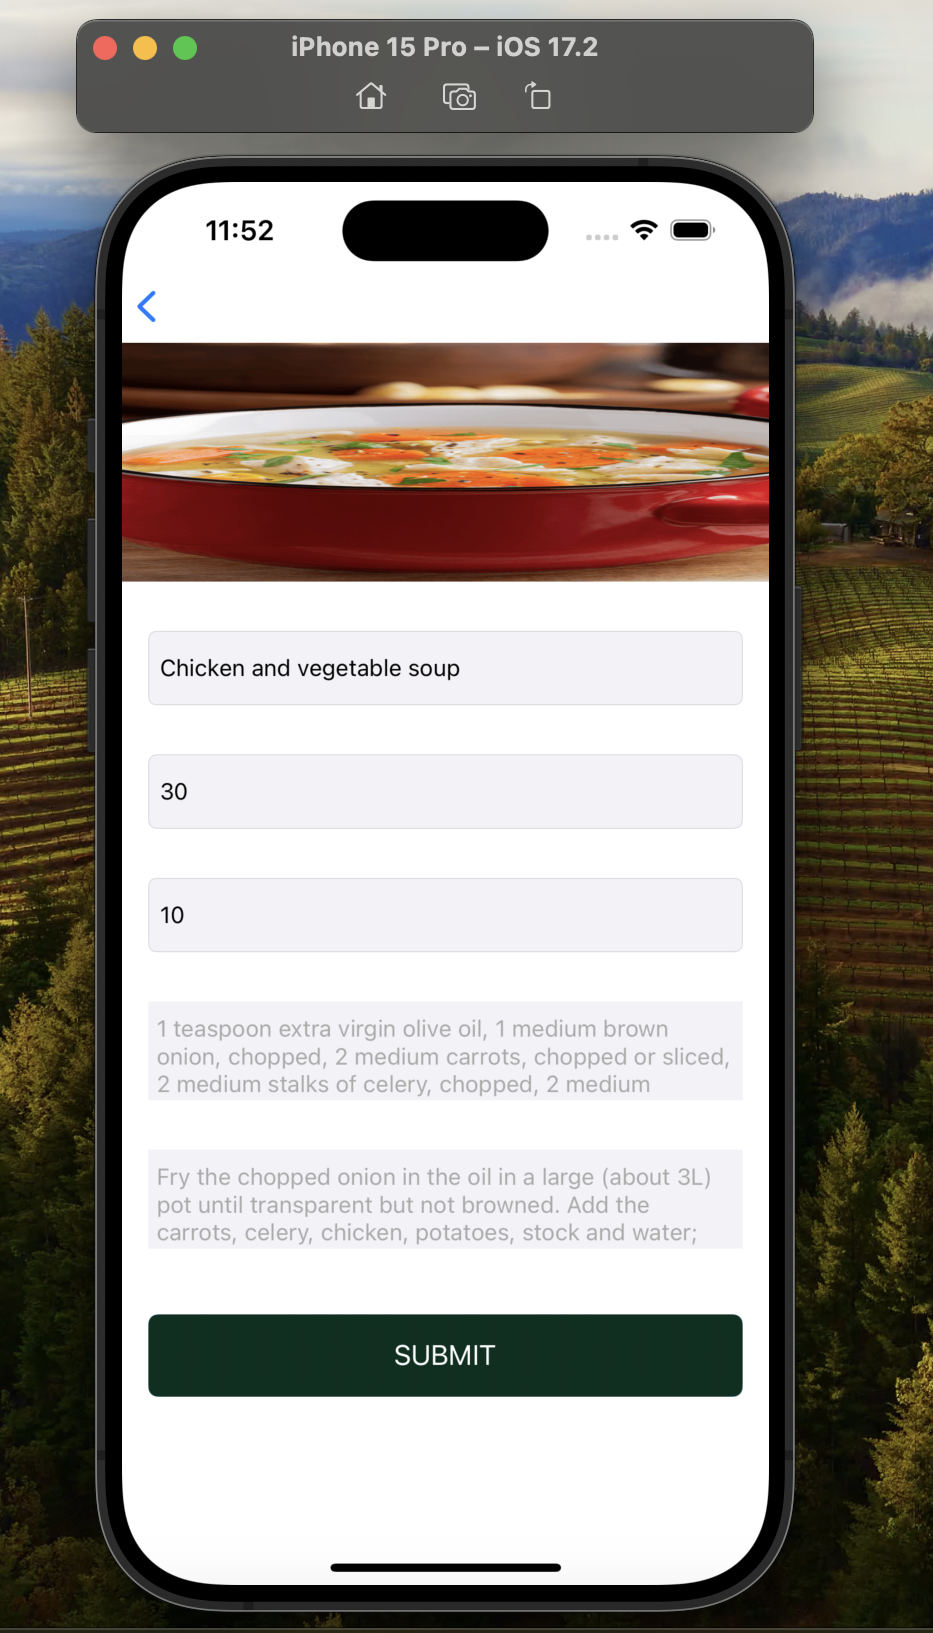 iPhone 15 Pro – iOS 17.2
11:52
Chicken and vegetable soup
30
10
1 teaspoon extra virgin olive oil, 1 medium brown
onion, chopped, 2 medium carrots, chopped or sliced,
2 medium stalks of celery, chopped, 2 medium
Fry the chopped onion in the oil in a large (about 3L)
pot until transparent but not browned. Add the
carrots, celery, chicken, potatoes, stock and water;
SUBMIT